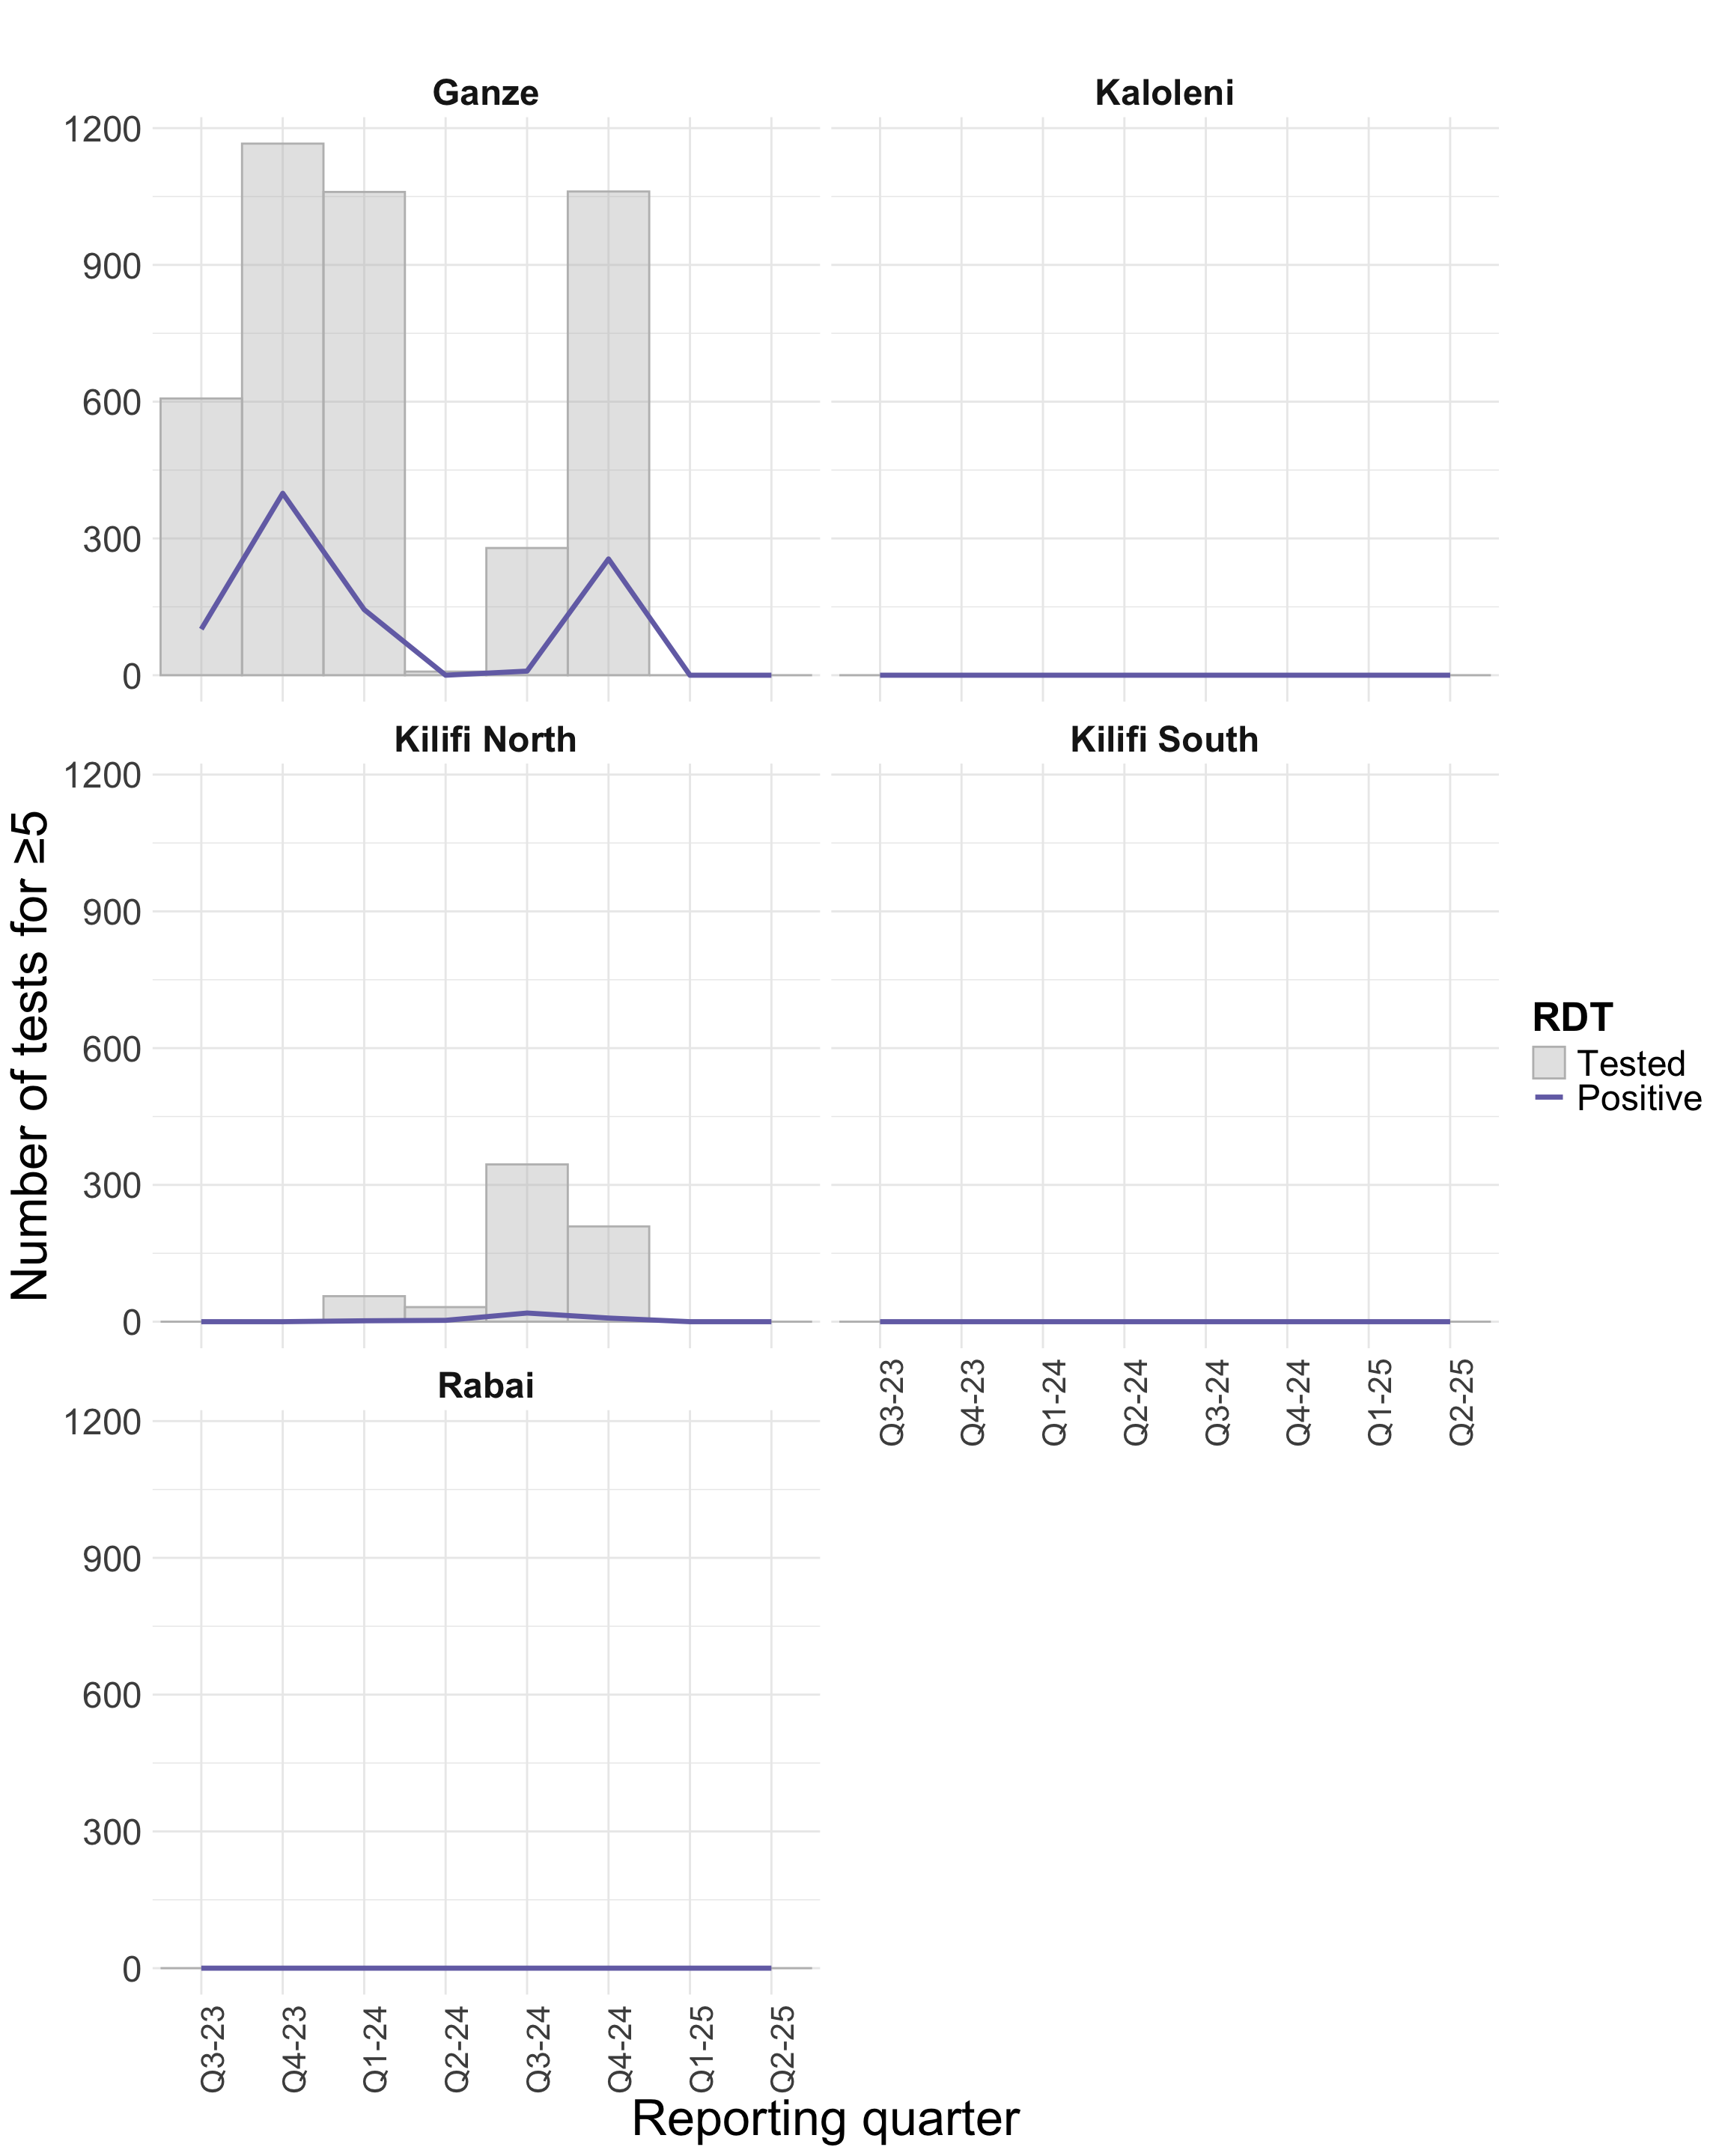 Ganze
Kaloleni
1200
900
600
300
0
Kilifi North
Kilifi South
1200
900
600
300
0
Number of tests for ≥5
RDT
Tested
Positive
Q3-23
Q4-23
Q1-24
Q2-24
Q3-24
Q4-24
Q1-25
Q2-25
Rabai
1200
900
600
300
0
Q3-23
Q4-23
Q1-24
Q2-24
Q3-24
Q4-24
Q1-25
Q2-25
Reporting quarter